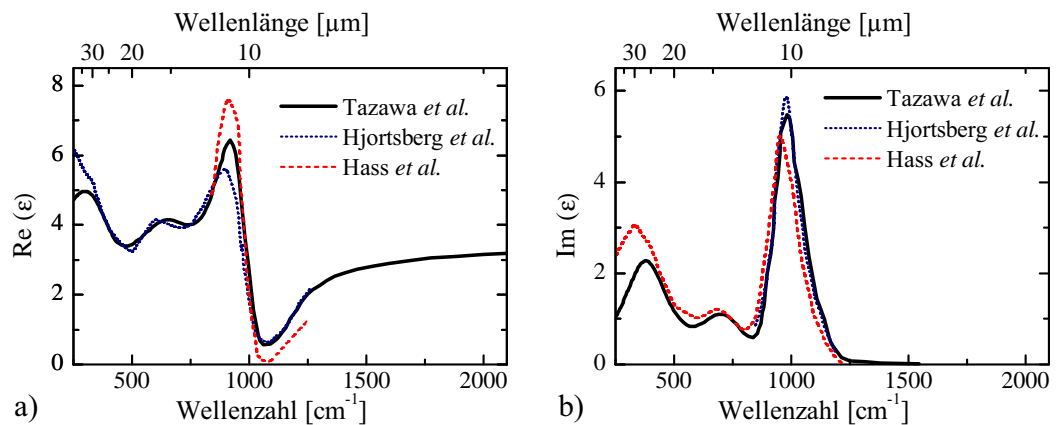 Wellenlänge [µm]
30 20 10
8
6
4
2
0
Re (ε)
Tazawa et al.
Hjortsberg et al.
Hass et al.
500 1000 1500 2000
a)
Wellenzahl [cm-1]
Wellenlänge [µm]
30 20 10
6
4
2
0
Im (ε)
Tazawa et al.
Hjortsberg et al.
Hass et al.
500 1000 1500 2000
b)
Wellenzahl [cm-1]